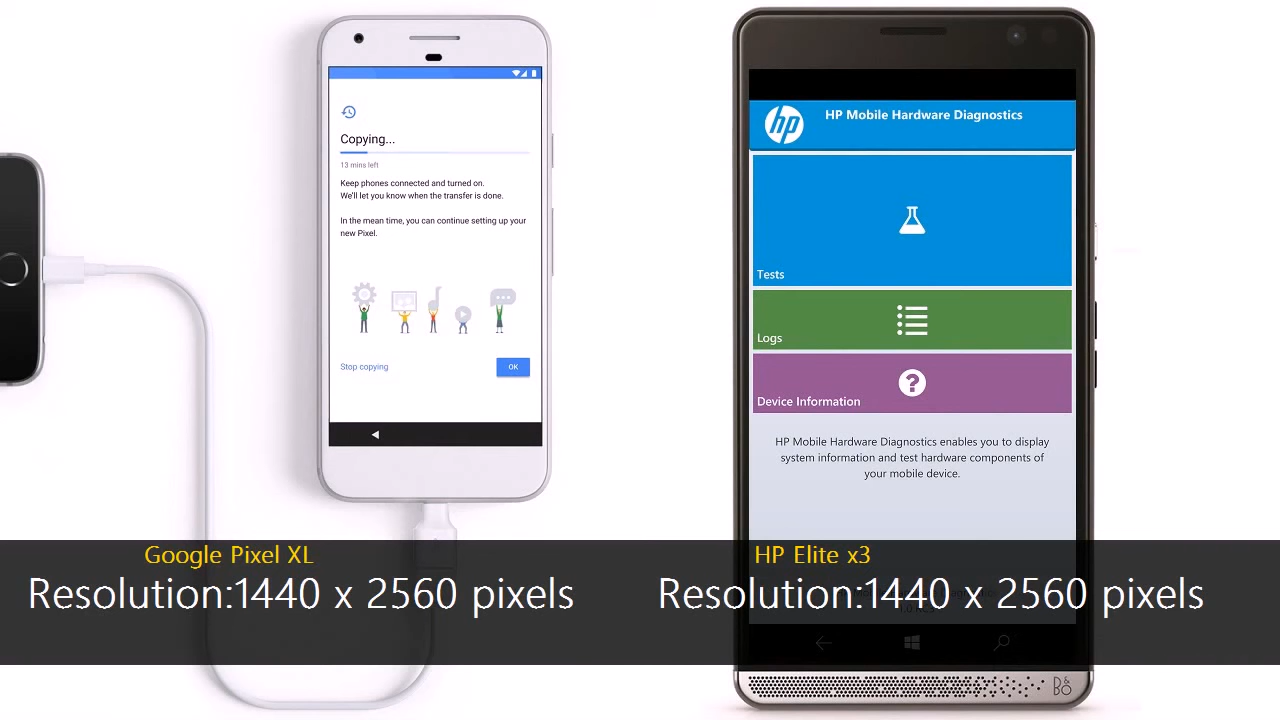 Copying...
13 mins left
Keep phones connected and turned on.
We'll let you know when the transfer is done.
In the mean time, you can continue setting up your
new Pixel.
Stop copying
OK
hp
HP Mobile Hardware Diagnostics
Tests
Logs
Device Information
HP Mobile Hardware Diagnostics enables you to display
system information and test hardware components of
your mobile device.
Google Pixel XL
Resolution:1440 x 2560 pixels
HP Elite x3
Resolution:1440 x 2560 pixels
B&O